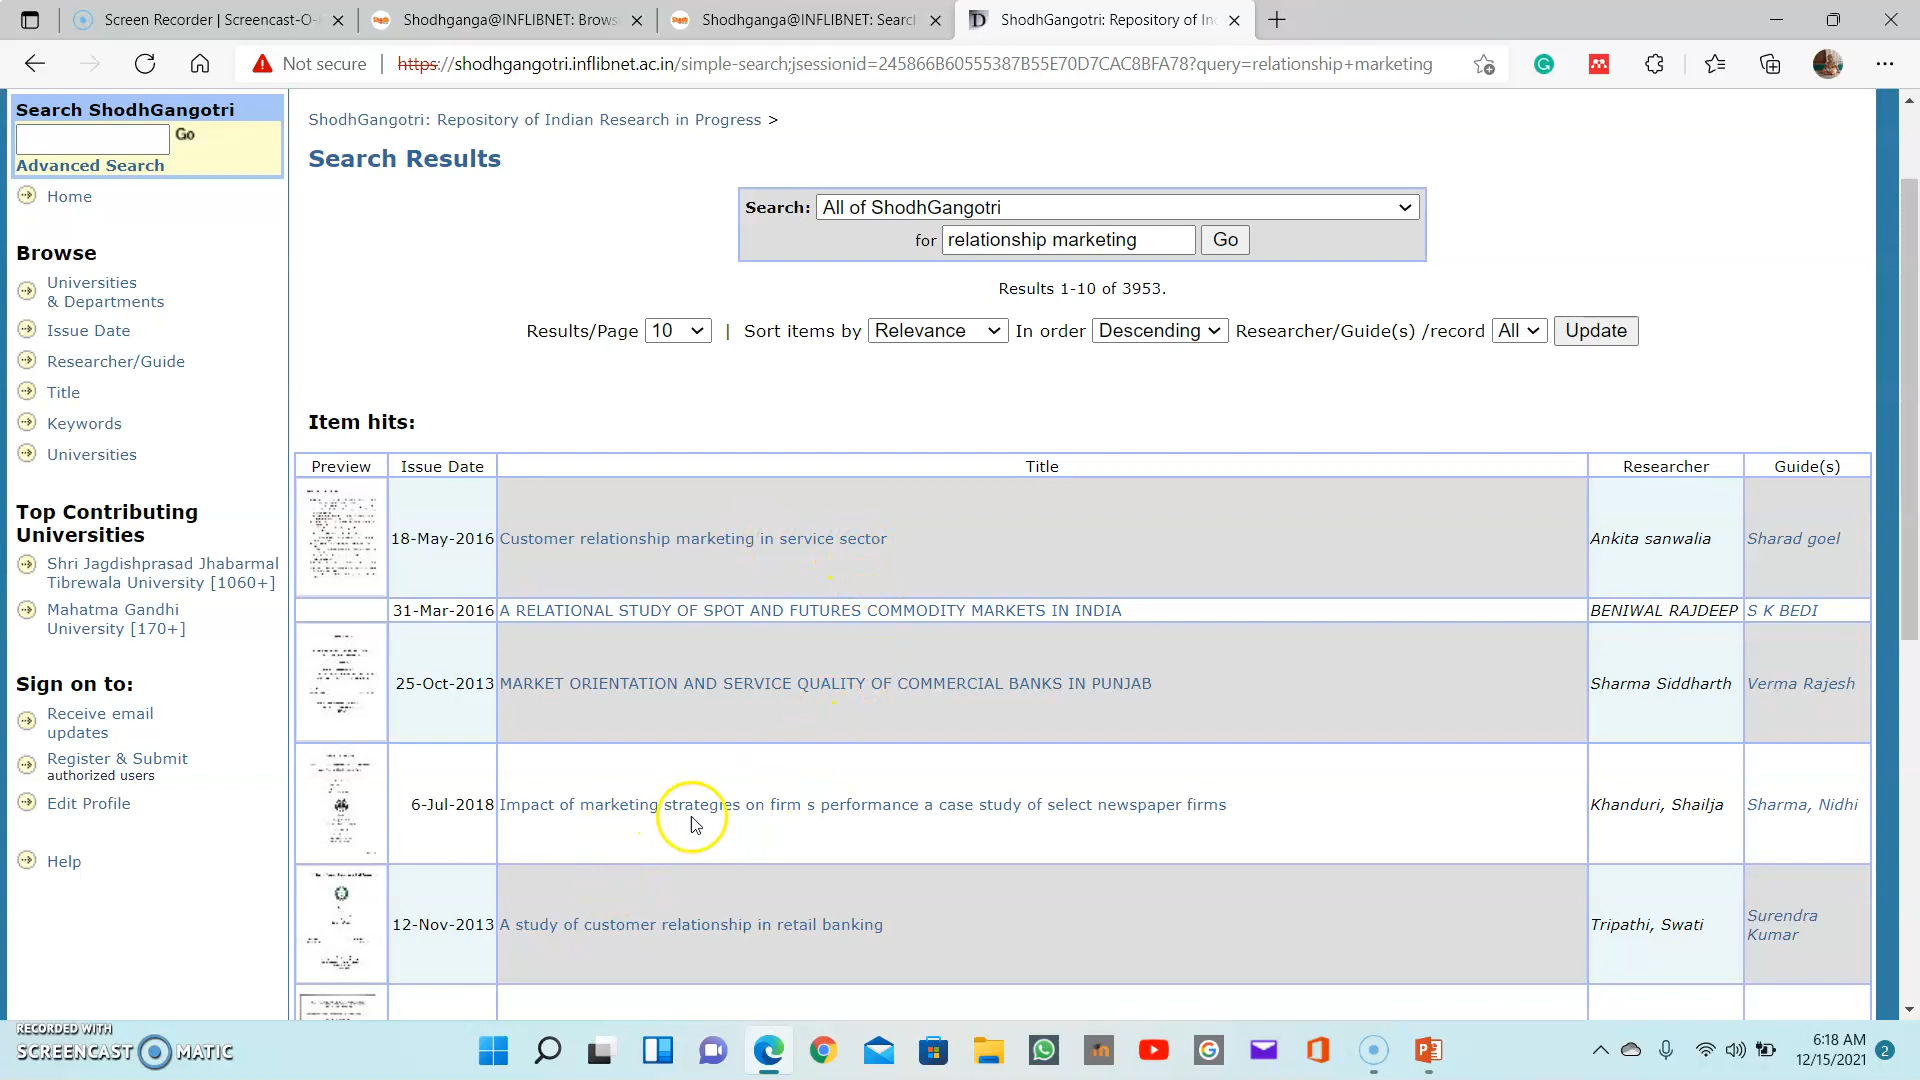 Screen Recorder | Screencast-O-
Shodhganga@INFLIBNET: Brows
Shodhganga@INFLIBNET: Searc
ShodhGangotri: Repository of In
Not secure
https://shodhgangotri.inflibnet.ac.in/simple-search;jsessionid=245866B60555387B55E70D7CAC8BFA78?query=relationship+marketing
Search ShodhGangotri
Go
Advanced Search
Home
Browse
Universities
& Departments
Issue Date
Researcher/Guide
Title
Keywords
Universities
Top Contributing
Universities
Shri Jagdishprasad Jhabarmal
Tibrewala University [1060+]
Mahatma Gandhi
University [170+]
Sign on to:
Receive email
updates
Register & Submit
authorized users
Edit Profile
Help
ShodhGangotri: Repository of Indian Research in Progress >
Search Results
Search: All of ShodhGangotri
for relationship marketing Go
Results 1-10 of 3953.
Results/Page 10 | Sort items by Relevance In order Descending Researcher/Guide(s) /record All Update
Item hits:
Preview Issue Date Title Researcher Guide(s)
18-May-2016 Customer relationship marketing in service sector Ankita sanwalia Sharad goel
31-Mar-2016 A RELATIONAL STUDY OF SPOT AND FUTURES COMMODITY MARKETS IN INDIA BENIWAL RAJDEEP S K BEDI
25-Oct-2013 MARKET ORIENTATION AND SERVICE QUALITY OF COMMERCIAL BANKS IN PUNJAB Sharma Siddharth Verma Rajesh
6-Jul-2018 Impact of marketing strategies on firm s performance a case study of select newspaper firms Khanduri, Shailja Sharma, Nidhi
12-Nov-2013 A study of customer relationship in retail banking Tripathi, Swati Surendra
Kumar
RECORDED WITH
SCREENCAST MATIC
6:18 AM
12/15/2021
2